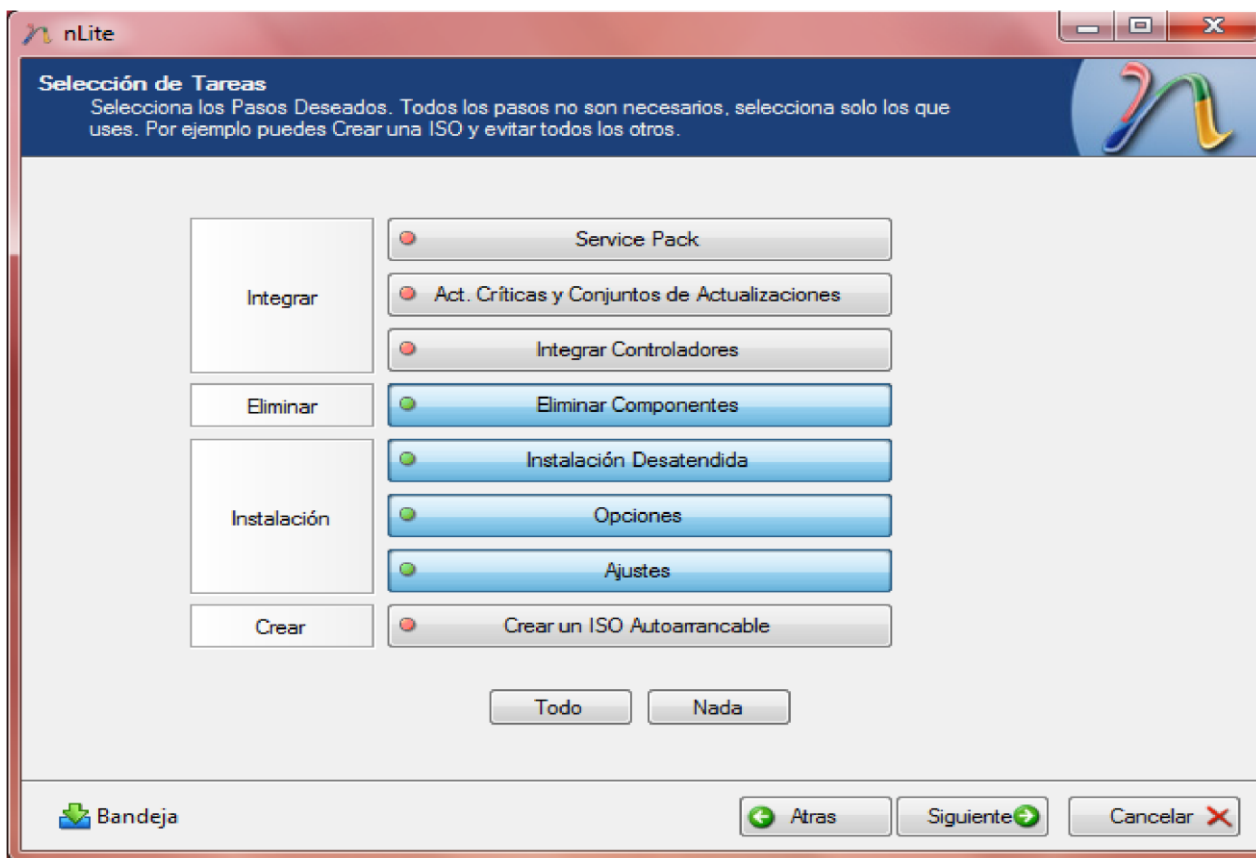 nLite
Selección de Tareas
Selecciona los Pasos Deseados. Todos los pasos no son necesarios, selecciona solo los que
uses. Por ejemplo puedes Crear una ISO y evitar todos los otros.
Integrar
Service Pack
Act. Críticas y Conjuntos de Actualizaciones
Integrar Controladores
Eliminar
Eliminar Componentes
Instalación
Instalación Desatendida
Opciones
Ajustes
Crear
Crear un ISO Autoarrancable
Todo
Nada
Bandeja
Atras
Siguiente
Cancelar